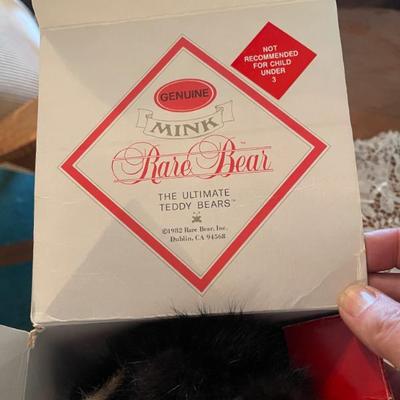 NOT
RECOMMENDED
FOR CHILD
UNDER
3
GENUINE
MINK
Rare Bear
THE ULTIMATE
TEDDY BEARS™
©1982 Rare Bear, Inc.
Dublin, CA 94568